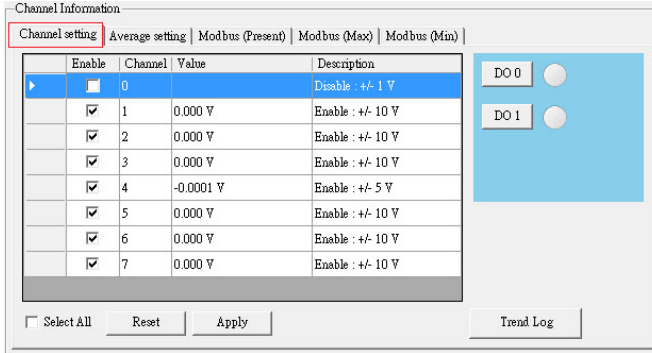 Channel Information
Channel setting Average setting Modbus (Present) Modbus (Max) Modbus (Min)
Enable Channel Value Description
0 Disable : +/- 1 V
1 0.000 V Enable : +/- 10 V
2 0.000 V Enable : +/- 10 V
3 0.000 V Enable : +/- 10 V
4 -0.0001 V Enable : +/- 5 V
5 0.000 V Enable : +/- 10 V
6 0.000 V Enable : +/- 10 V
7 0.000 V Enable : +/- 10 V
DO 0
DO 1
Select All Reset Apply Trend Log